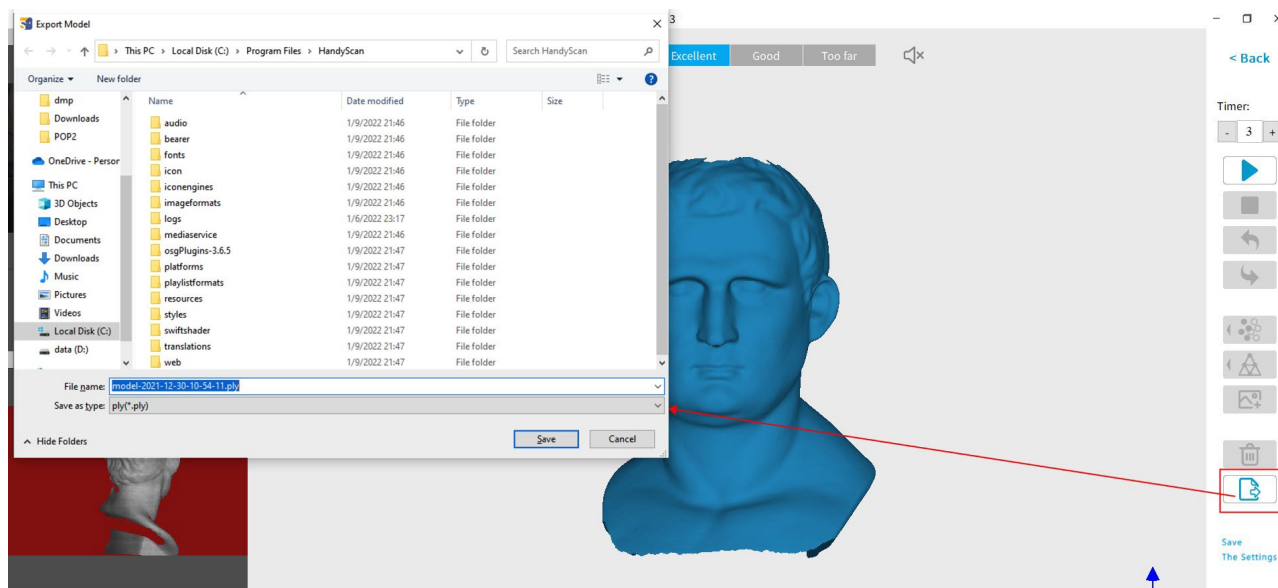 Export Model
3
This PC > Local Disk (C:) > Program Files > HandyScan
Search HandyScan
Excellent Good Too far
< Back
Organize New folder
dmp
Downloads
POP2
OneDrive - Person
This PC
3D Objects
Desktop
Documents
Downloads
Music
Pictures
Videos
Local Disk (C:)
data (D:)
Name Date modified Type Size
audio 1/9/2022 21:46 File folder
bearer 1/9/2022 21:46 File folder
fonts 1/9/2022 21:46 File folder
icon 1/9/2022 21:46 File folder
iconengines 1/9/2022 21:46 File folder
imageformats 1/9/2022 21:46 File folder
logs 1/6/2022 23:17 File folder
mediaservice 1/9/2022 21:46 File folder
osgPlugins-3.6.5 1/9/2022 21:47 File folder
platforms 1/9/2022 21:47 File folder
playlistformats 1/9/2022 21:47 File folder
resources 1/9/2022 21:47 File folder
styles 1/9/2022 21:47 File folder
swiftshader 1/9/2022 21:47 File folder
translations 1/9/2022 21:47 File folder
web 1/9/2022 21:47 File folder
File name: model-2021-12-30-10-54-11.ply
Save as type: ply(*.ply)
Hide Folders
Save Cancel
Timer:
- 3 +
Save
The Settings